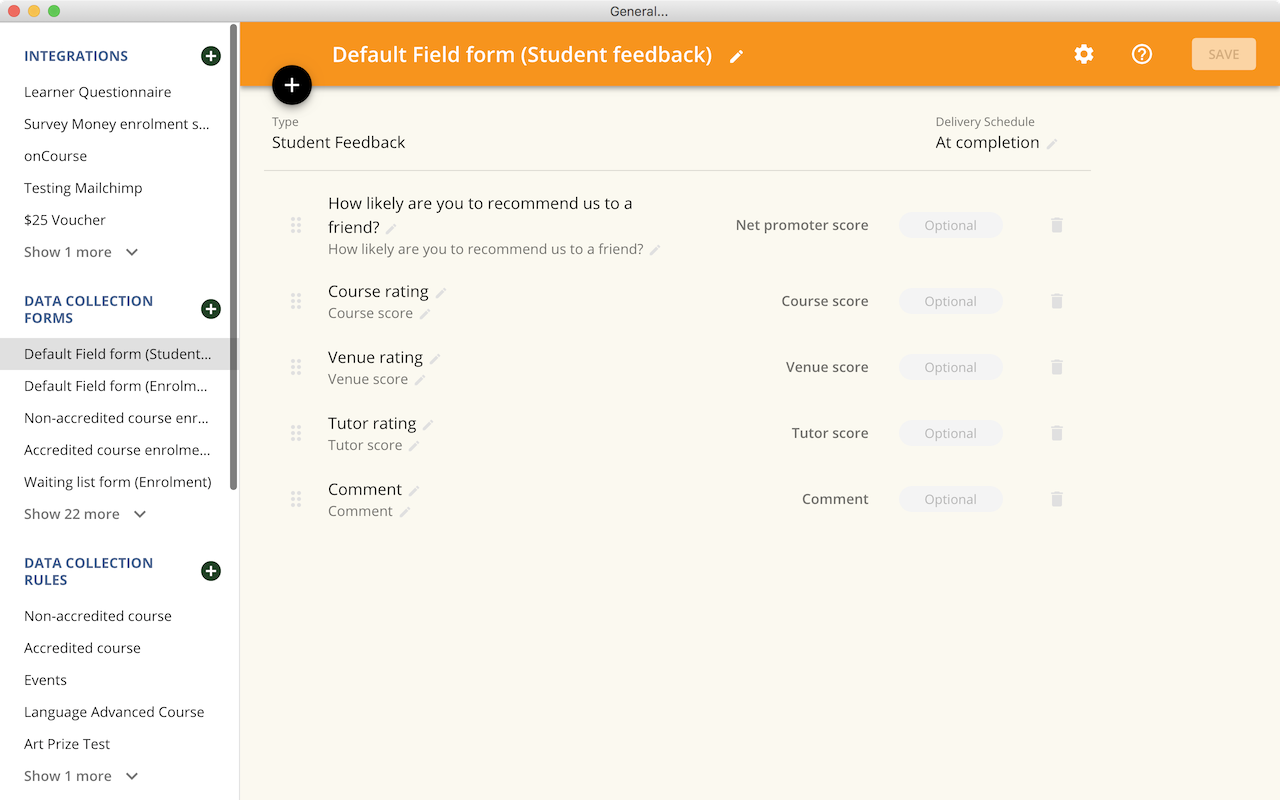 General...
INTEGRATIONS
Learner Questionnaire
Survey Money enrolment s...
onCourse
Testing Mailchimp
$25 Voucher
Show 1 more
DATA COLLECTION
FORMS
Default Field form (Student...
Default Field form (Enrolm...
Non-accredited course enr...
Accredited course enrolme...
Waiting list form (Enrolment)
Show 22 more
DATA COLLECTION
RULES
Non-accredited course
Accredited course
Events
Language Advanced Course
Art Prize Test
Show 1 more
Default Field form (Student feedback)
SAVE
Type
Student Feedback
Delivery Schedule
At completion
How likely are you to recommend us to a
friend?
How likely are you to recommend us to a friend?
Net promoter score
Optional
Course rating
Course score
Course score
Optional
Venue rating
Venue score
Venue score
Optional
Tutor rating
Tutor score
Tutor score
Optional
Comment
Comment
Comment
Optional